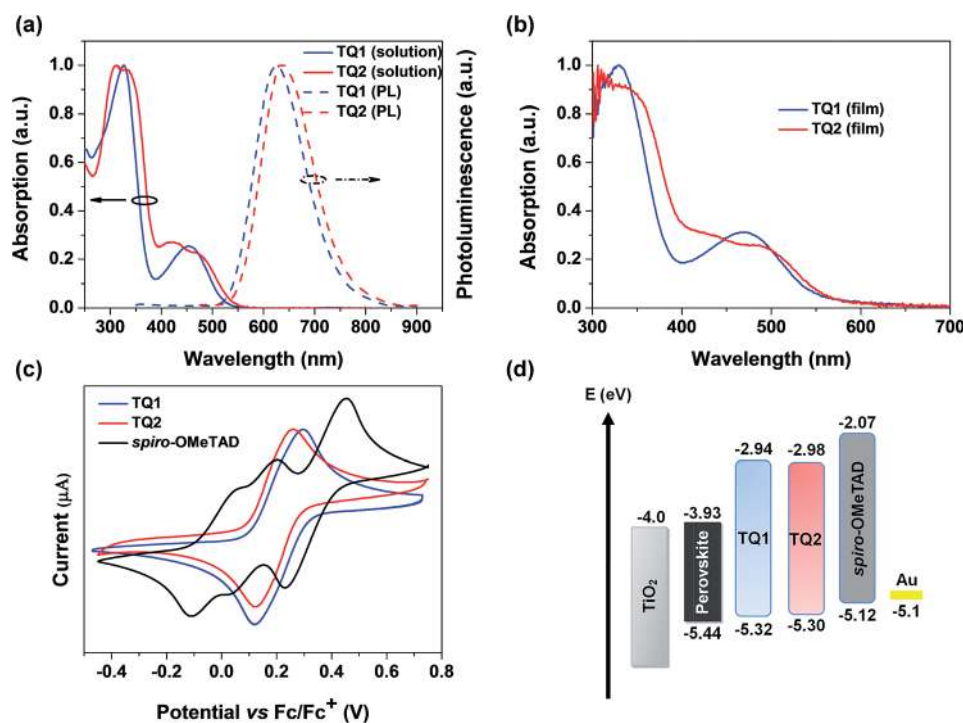 (a)
1.0
0.8
0.6
0.4
0.2
0.0
Absorption (a.u.)
300 400 500 600 700 800 900
Wavelength (nm)
Photoluminescence (a.u.)
TQ1 (solution)
TQ2 (solution)
TQ1 (PL)
TQ2 (PL)
(b)
1.0
0.8
0.6
0.4
0.2
0.0
Absorption (a.u.)
300 400 500 600 700
Wavelength (nm)
TQ1 (film)
TQ2 (film)
(c)
TQ1
TQ2
spiro-OMeTAD
Current (µA)
-0.4 -0.2 0.0 0.2 0.4 0.6 0.8
Potential vs Fc/Fc+ (V)
(d)
E (eV)
-4.0
TiO2
-3.93
Perovskite
-5.44
-2.94
TQ1
-5.32
-2.98
TQ2
-5.30
-2.07
spiro-OMeTAD
-5.12
Au
-5.1